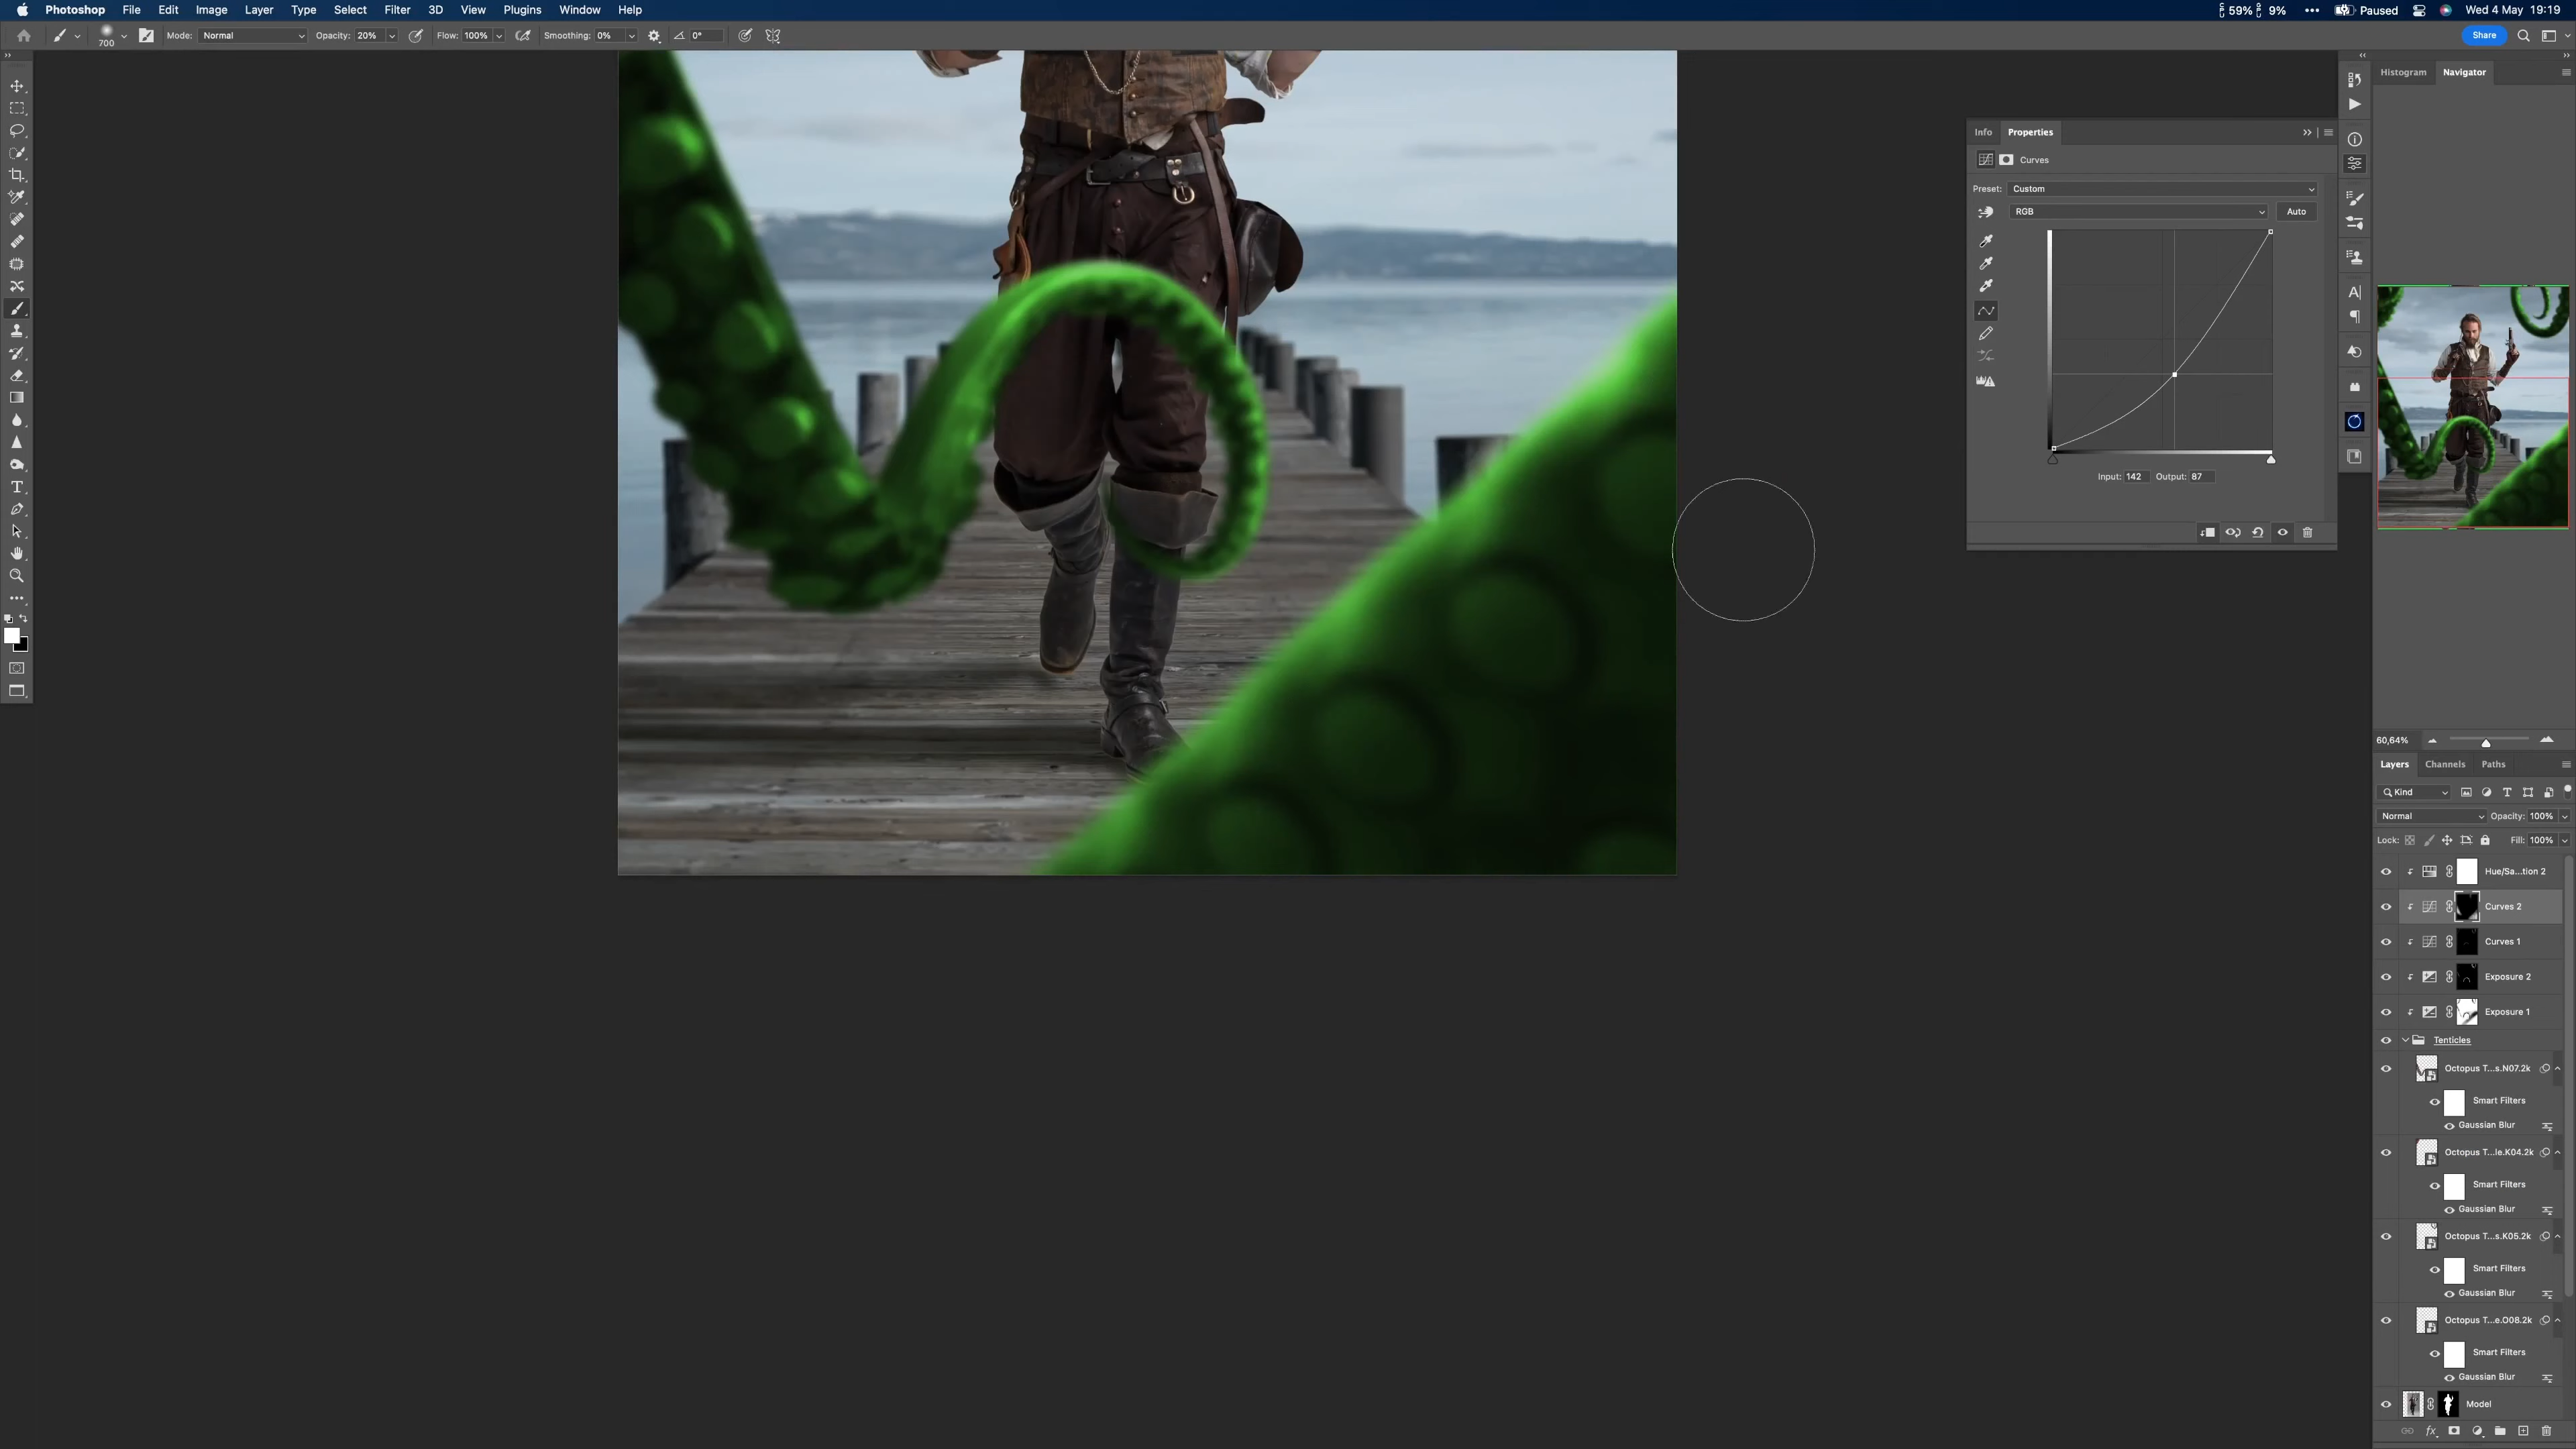 Photoshop File Edit Image Layer Type Select Filter 3D View Plugins Window Help 59% 9% Paused Wed 4 May 19:19
700 Mode: Normal Opacity: 20% Flow: 100% Smoothing: 0% 0° Share
Histogram Navigator
Info Properties
Curves
Preset: Custom
RGB Auto
Input: 142 Output: 87
60,64%
Layers Channels Paths
Kind
Normal Opacity: 100%
Lock: Fill: 100%
Hue/Sa...tion 2
Curves 2
Curves 1
Exposure 2
Exposure 1
Tenticles
Octopus T...s.N07.2k
Smart Filters
Gaussian Blur
Octopus T...le.K04.2k
Smart Filters
Gaussian Blur
Octopus T...s.K05.2k
Smart Filters
Gaussian Blur
Octopus T...e.O08.2k
Smart Filters
Gaussian Blur
Model